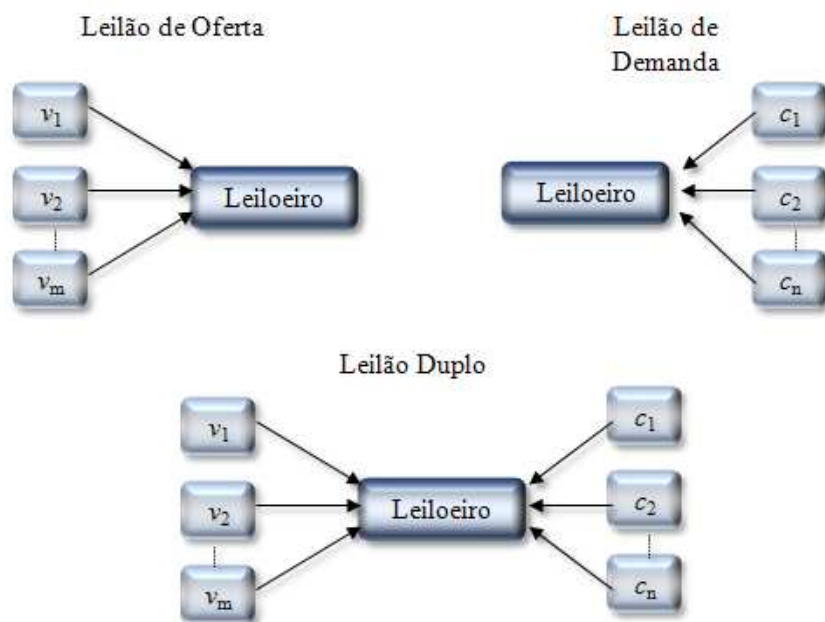 Leilão de Oferta
v1
v2
vm
Leiloeiro
Leilão de
Demanda
Leiloeiro
c1
c2
cn
Leilão Duplo
v1
v2
vm
Leiloeiro
c1
c2
cn